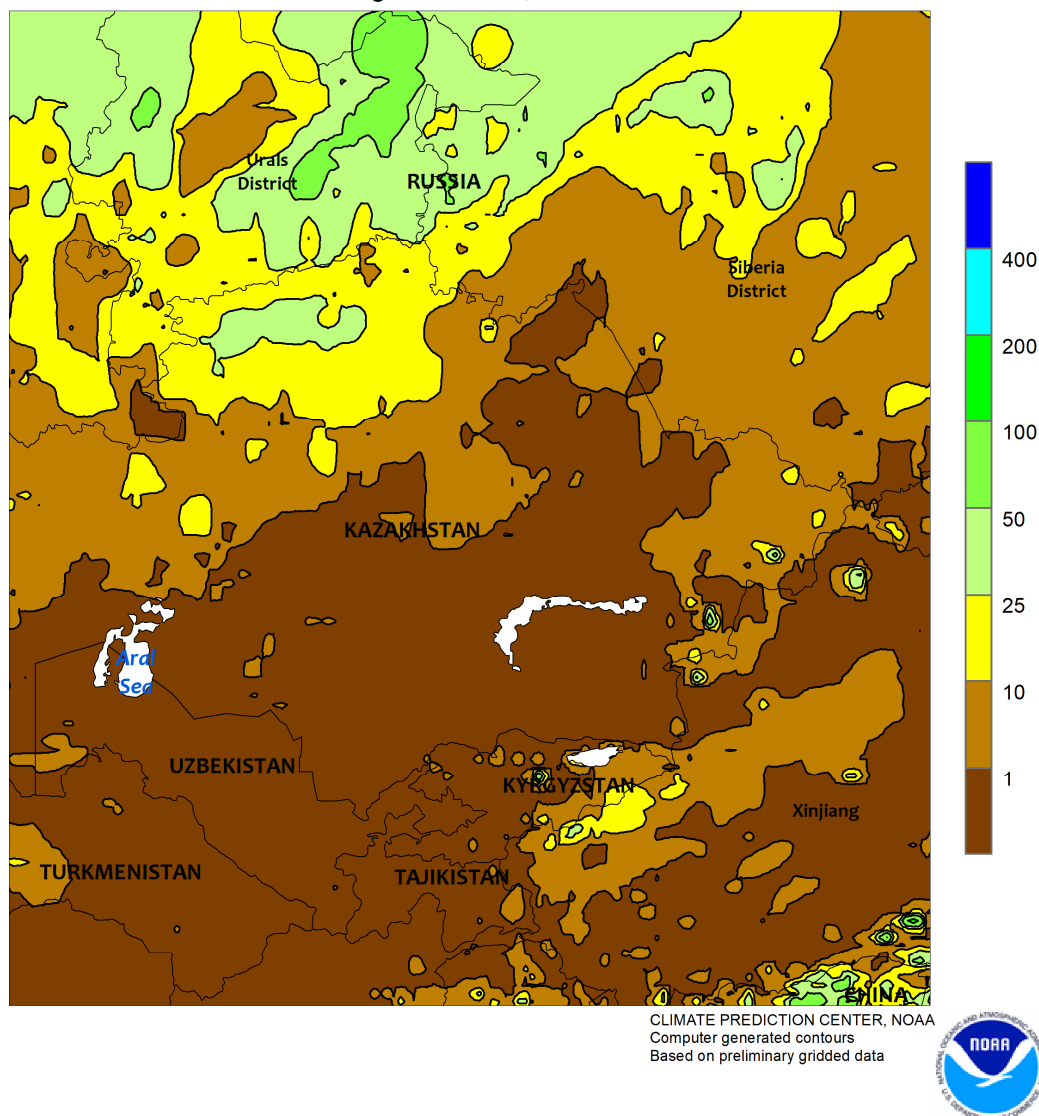 Urals
District
RUSSIA
Siberia
District
L
KAZAKHSTAN
Aral
Sea
UZBEKISTAN
KYRGYZSTAN
Xinjiang
TURKMENISTAN
TAJIKISTAN
CHINA
400
200
100
50
25
10
1
CLIMATE PREDICTION CENTER, NOAA
Computer generated contours
Based on preliminary gridded data
NOAA